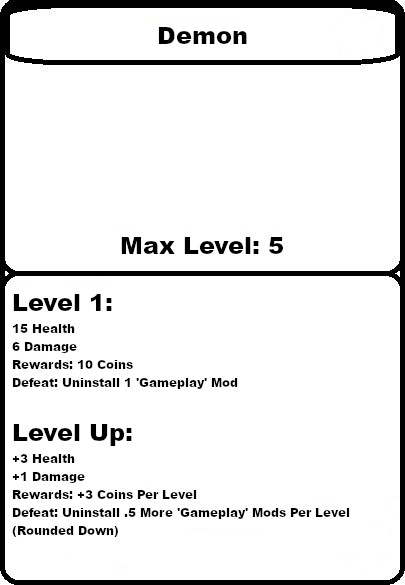 Demon
Max Level: 5
Level 1:
15 Health
6 Damage
Rewards: 10 Coins
Defeat: Uninstall 1 'Gameplay' Mod
Level Up:
+3 Health
+1 Damage
Rewards: +3 Coins Per Level
Defeat: Uninstall .5 More 'Gameplay' Mods Per Level
(Rounded Down)